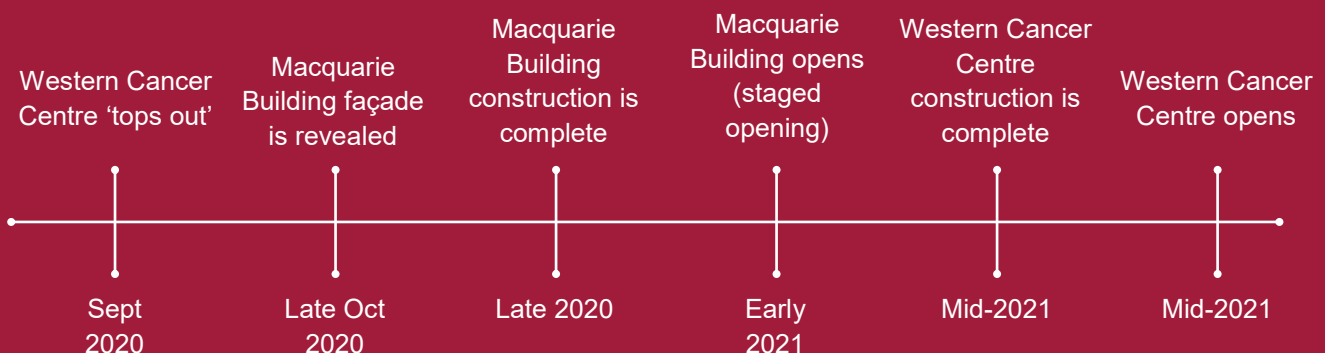 Western Cancer
Centre ‘tops out’
Macquarie
Building façade
is revealed
Macquarie
Building
construction is
complete
Macquarie
Building opens
(staged
opening)
Western Cancer
Centre
construction is
complete
Western Cancer
Centre opens
Sept
2020
Late Oct
2020
Late 2020
Early
2021
Mid-2021
Mid-2021